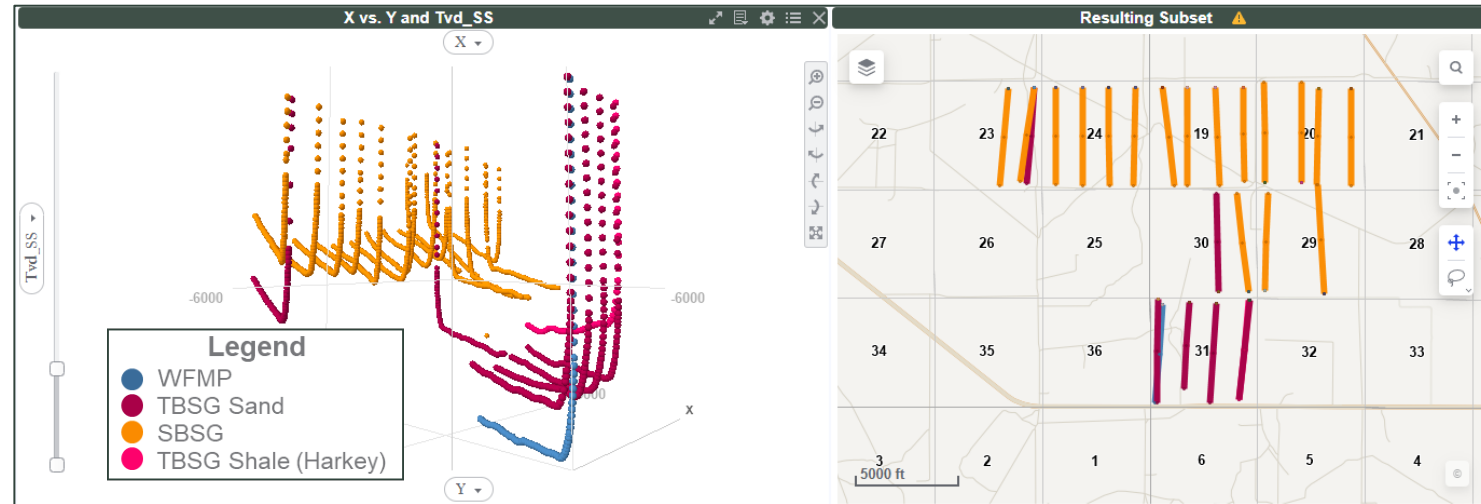 X vs. Y and Tvd_SS
X
Tvd_SS
-6000
-6000
X
Y
Legend
WFMP
TBSG Sand
SBSG
TBSG Shale (Harkey)
Resulting Subset
22 23 24 19 20 21
27 26 25 30 29 28
34 35 36 31 32 33
3 2 1 6 5 4
5000 ft
©